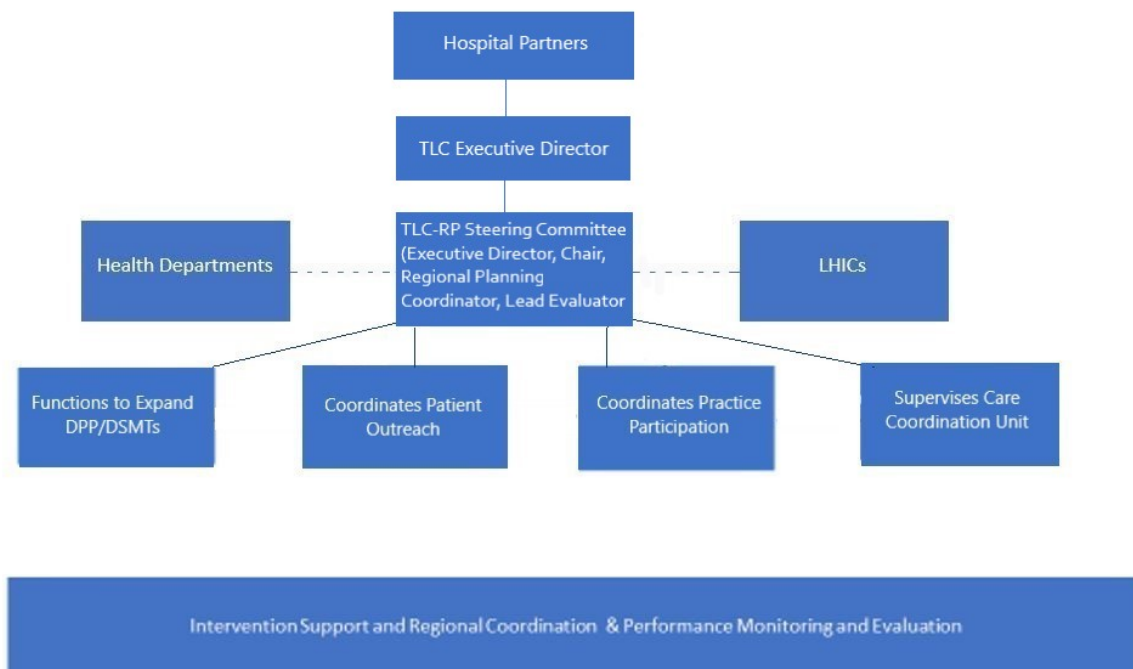 Hospital Partners
TLC Executive Director
TLC-RP Steering Committee
(Executive Director, Chair,
Regional Planning
Coordinator, Lead Evaluator
Health Departments
LHICs
Functions to Expand
DPP/DSMTs
Coordinates Patient
Outreach
Coordinates Practice
Participation
Supervises Care
Coordination Unit
Intervention Support and Regional Coordination & Performance Monitoring and Evaluation